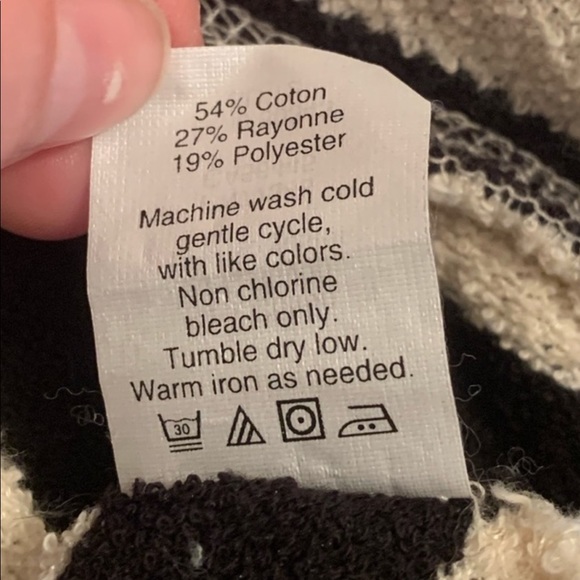 54% Coton
27% Rayonne
19% Polyester
Machine wash cold
gentle cycle,
with like colors.
Non chlorine
bleach only.
Tumble dry low.
Warm iron as needed.
30